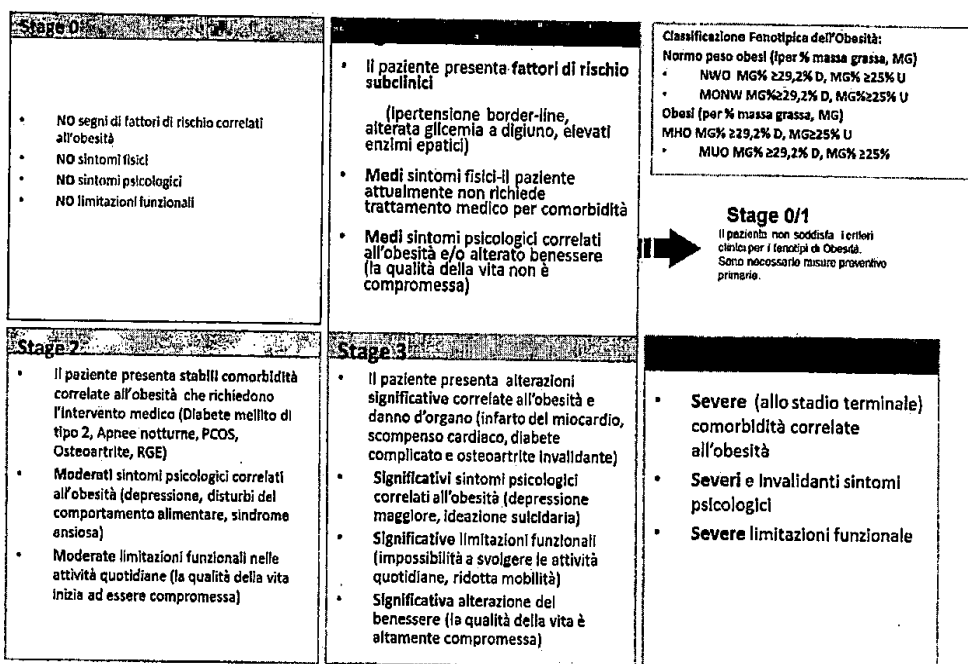 Stage 0
NO segni di fattori di rischio correlati
all'obesità
NO sintomi fisici
NO sintomi psicologici
NO limitazioni funzionali
Il paziente presenta fattori di rischio
subclinici
(Ipertensione border-line,
alterata glicemia a digiuno, elevati
enzimi epatici)
Medi sintomi fisici-il paziente
attualmente non richiede
trattamento medico per comorbidità
Medi sintomi psicologici correlati
all'obesità e/o alterato benessere
(la qualità della vita non è
compromessa)
Classificazione Fenotipica dell'Obesità:
Normo peso obesi (iper % massa grassa, MG)
NWO MG% ≥29,2% D, MG% ≥25% U
MONW MG%≥29,2% D, MG%≥25% U
Obesi (per % massa grassa, MG)
MHO MG% ≥29,2% D, MG≥25% U
MUO MG% ≥29,2% D, MG% ≥25%
Stage 0/1
Il paziente non soddisfa i criteri
clinici per i fenotipi di Obesità.
Sono necessarie misure preventivo
primarie.
Stage 2
Il paziente presenta stabili comorbidità
correlate all'obesità che richiedono
l'intervento medico (Diabete mellito di
tipo 2, Apnee notturne, PCOS,
Osteoartrite, RGE)
Moderati sintomi psicologici correlati
all'obesità (depressione, disturbi del
comportamento alimentare, sindrome
ansiosa)
Moderate limitazioni funzionali nelle
attività quotidiane (la qualità della vita
inizia ad essere compromessa)
Stage 3
Il paziente presenta alterazioni
significative correlate all'obesità e
danno d'organo (infarto del miocardio,
scompenso cardiaco, diabete
complicato e osteoartrite invalidante)
Significativi sintomi psicologici
correlati all'obesità (depressione
maggiore, ideazione suicidaria)
Significative limitazioni funzionali
(impossibilità a svolgere le attività
quotidiane, ridotta mobilità)
Significativa alterazione del
benessere (la qualità della vita è
altamente compromessa)
Severe (allo stadio terminale)
comorbidità correlate
all'obesità
Severi e invalidanti sintomi
psicologici
Severe limitazioni funzionale